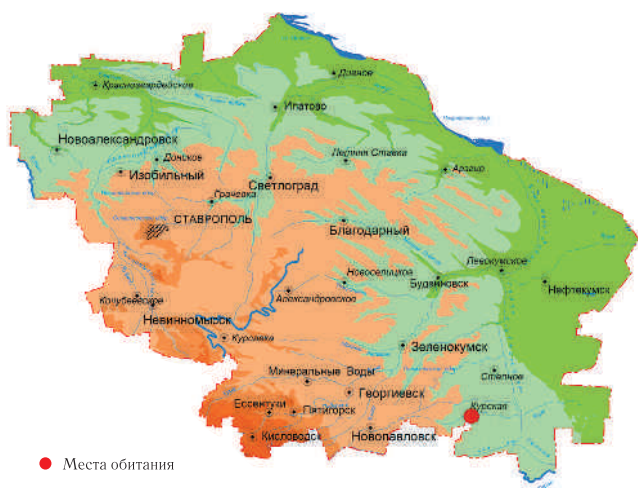 Дивное
Красногвардейское
Ипатово
Новоалександровск
Донское
Летняя Ставка
Изобильный
Арзгир
Светлоград
Грачевка
СТАВРОПОЛЬ
Благодарный
Левокумское
Новоселицкое
Буденновск
Нефтекумск
Кочубеевское
Александровское
Невинномысск
Курсавка
Зеленокумск
Минеральные Воды
Степное
Георгиевск
Ессентуки
Пятигорск
Курская
Кисловодск
Новопавловск
Места обитания